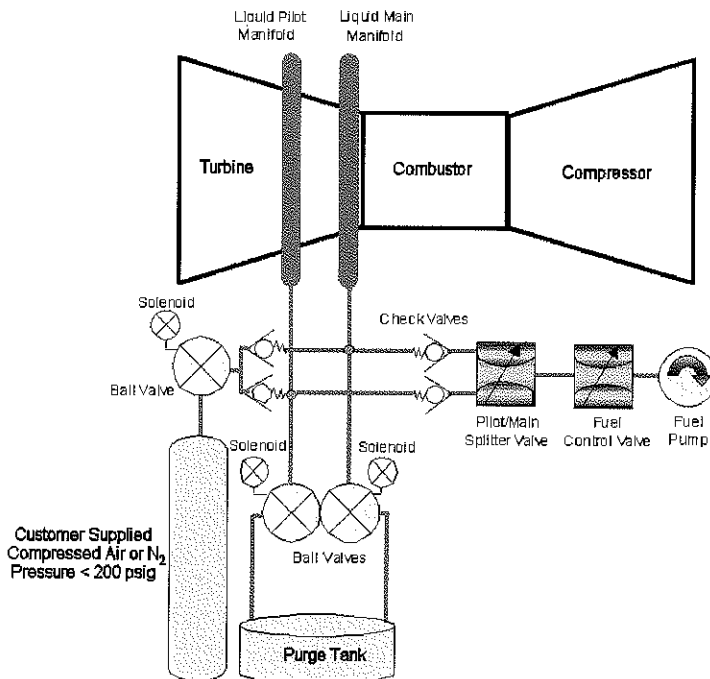 Liquid Pilot
Manifold
Liquid Main
Manifold
Turbine
Combustor
Compressor
Solenoid
Check Valves
Ball Valve
Pilot/Main
Splitter Valve
Fuel
Control Valve
Fuel
Pump
Solenoid
Solenoid
Customer Supplied
Compressed Air or N2
Pressure < 200 psig
Ball Valves
Purge Tank